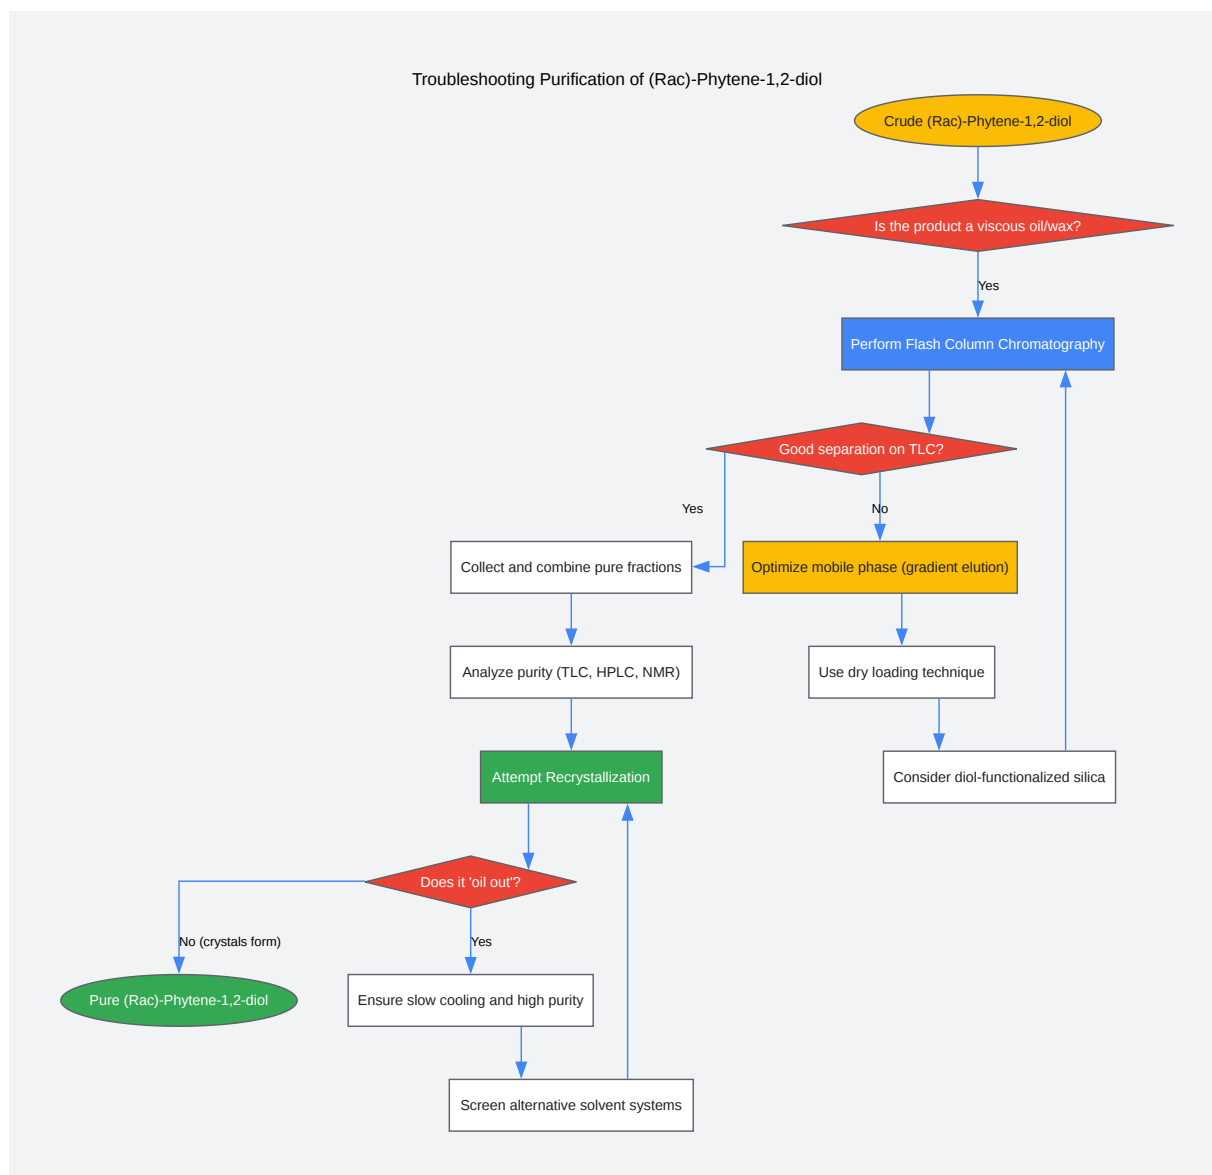 Troubleshooting Purification of (Rac)-Phytene-1,2-diol
Crude (Rac)-Phytene-1,2-diol
Is the product a viscous oil/wax?
Yes
Perform Flash Column Chromatography
Good separation on TLC?
Yes
No
Collect and combine pure fractions
Optimize mobile phase (gradient elution)
Analyze purity (TLC, HPLC, NMR)
Use dry loading technique
Attempt Recrystallization
Consider diol-functionalized silica
Does it 'oil out'?
No (crystals form)
Yes
Pure (Rac)-Phytene-1,2-diol
Ensure slow cooling and high purity
Screen alternative solvent systems